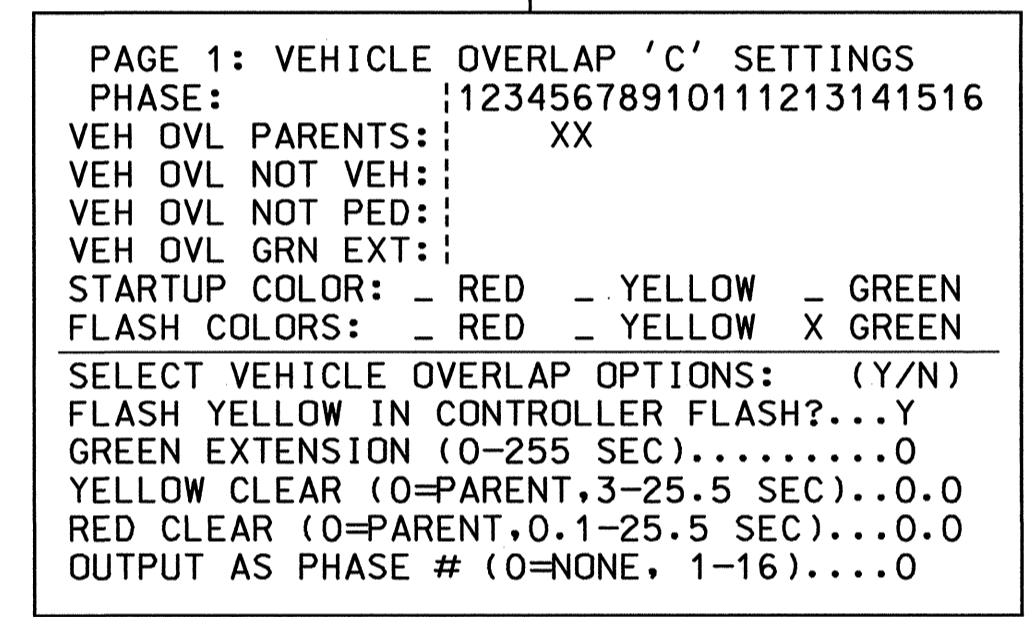 PAGE 1: VEHICLE OVERLAP 'C' SETTINGS
PHASE: ¦12345678910111213141516
VEH OVL PARENTS:¦ XX
VEH OVL NOT VEH:¦
VEH OVL NOT PED:¦
VEH OVL GRN EXT:¦
STARTUP COLOR: _ RED _ YELLOW _ GREEN
FLASH COLORS: _ RED _ YELLOW X GREEN
SELECT VEHICLE OVERLAP OPTIONS: (Y/N)
FLASH YELLOW IN CONTROLLER FLASH?...Y
GREEN EXTENSION (0-255 SEC).........0
YELLOW CLEAR (0=PARENT,3-25.5 SEC)..0.0
RED CLEAR (0=PARENT,0.1-25.5 SEC)...0.0
OUTPUT AS PHASE # (0=NONE, 1-16)....0